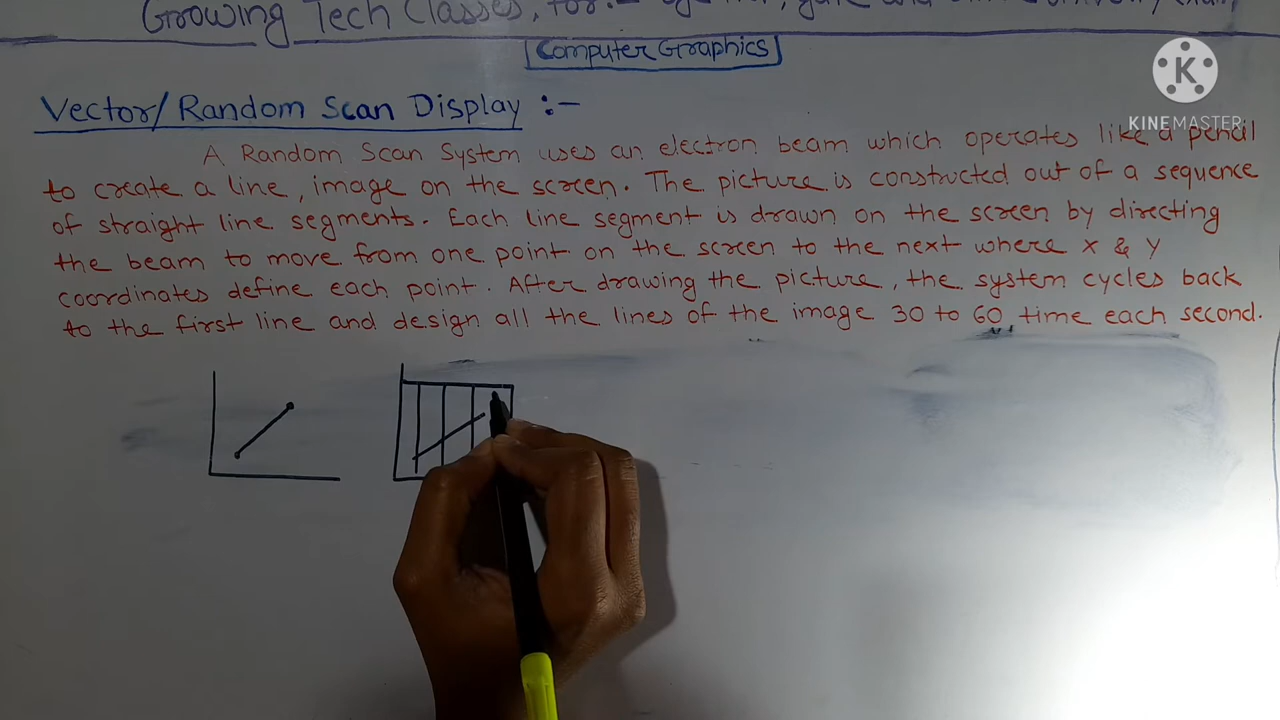 Growing Tech Classes, for:-
Computer Graphics
K
KINEMASTER
Vector/Random Scan Display :-
A Random Scan System uses an electron beam which operates like a pencil
to create a line, image on the screen. The picture is constructed out of a sequence
of straight line segments. Each line segment is drawn on the screen by directing
the beam to move from one point on the screen to the next where x & y
coordinates define each point. After drawing the picture, the system cycles back
to the first line and design all the lines of the image 30 to 60 time each second.